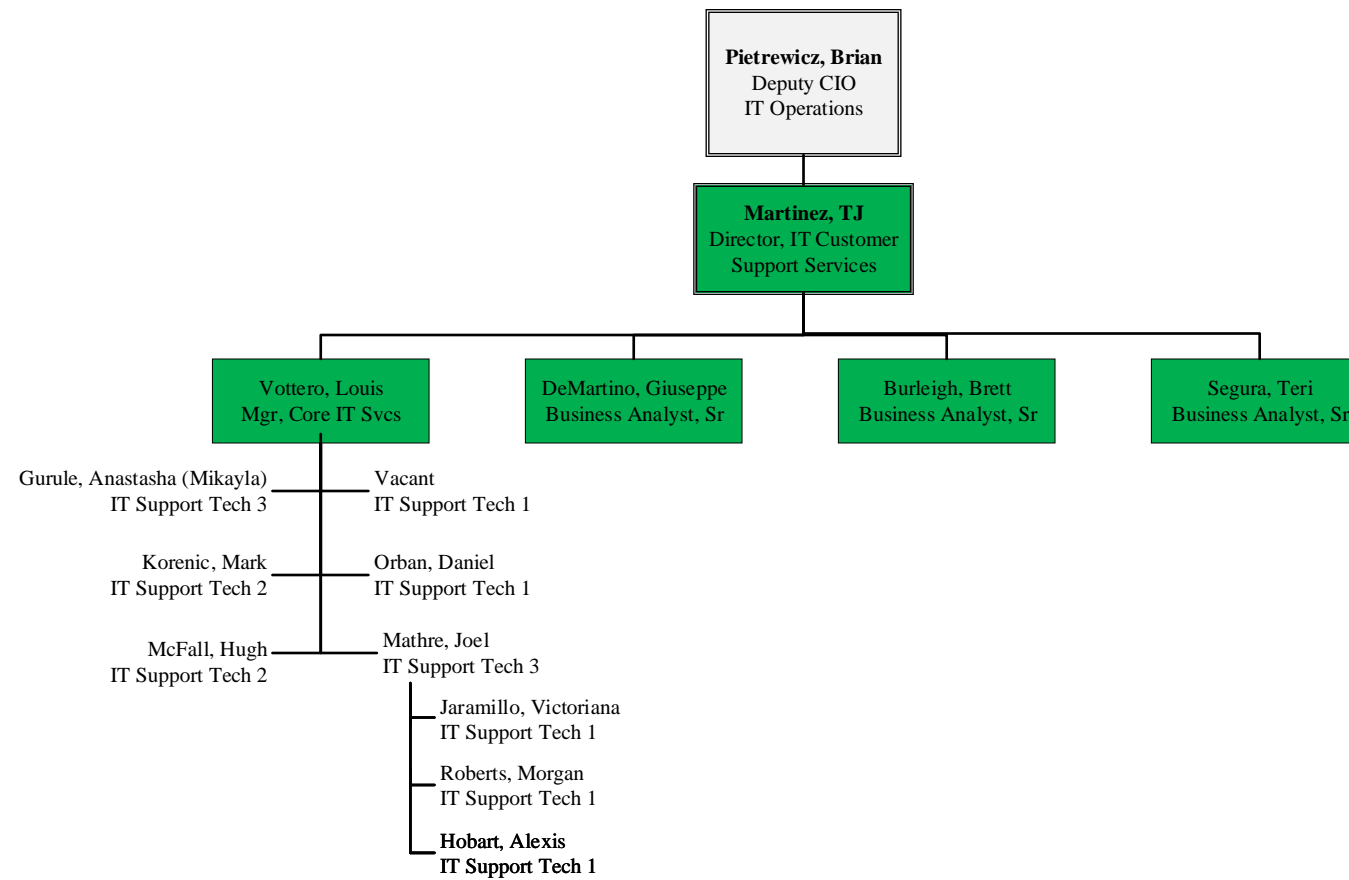 Pietrewicz, Brian
Deputy CIO
IT Operations
Martinez, TJ
Director, IT Customer
Support Services
Vottero, Louis
Mgr, Core IT Svcs
DeMartino, Giuseppe
Business Analyst, Sr
Burleigh, Brett
Business Analyst, Sr
Segura, Teri
Business Analyst, Sr
Gurule, Anastasha (Mikayla)
IT Support Tech 3
Vacant
IT Support Tech 1
Korenic, Mark
IT Support Tech 2
Orban, Daniel
IT Support Tech 1
McFall, Hugh
IT Support Tech 2
Mathre, Joel
IT Support Tech 3
Jaramillo, Victoriana
IT Support Tech 1
Roberts, Morgan
IT Support Tech 1
Hobart, Alexis
IT Support Tech 1